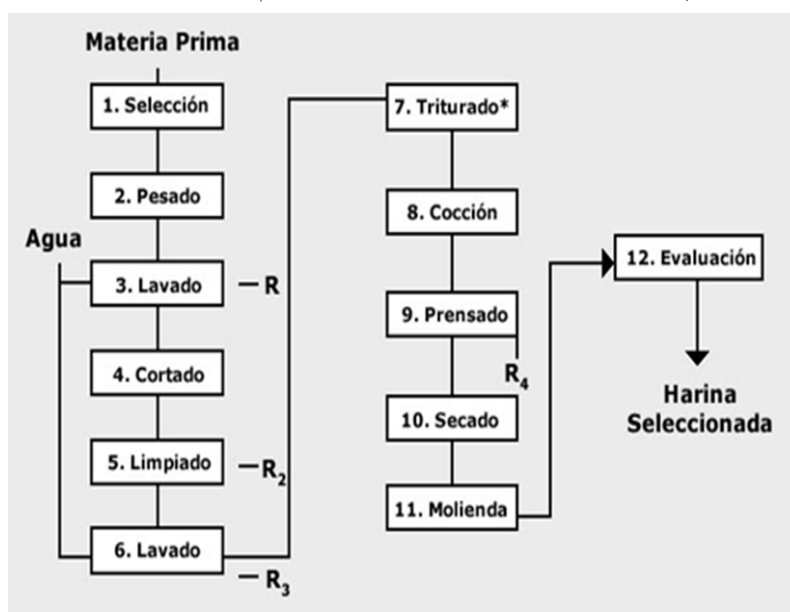 Materia Prima
1. Selección
2. Pesado
Agua
3. Lavado
– R
4. Cortado
5. Limpiado
– R₂
6. Lavado
– R₃
7. Triturado*
8. Cocción
9. Prensado
R₄
10. Secado
11. Molienda
12. Evaluación
Harina
Seleccionada